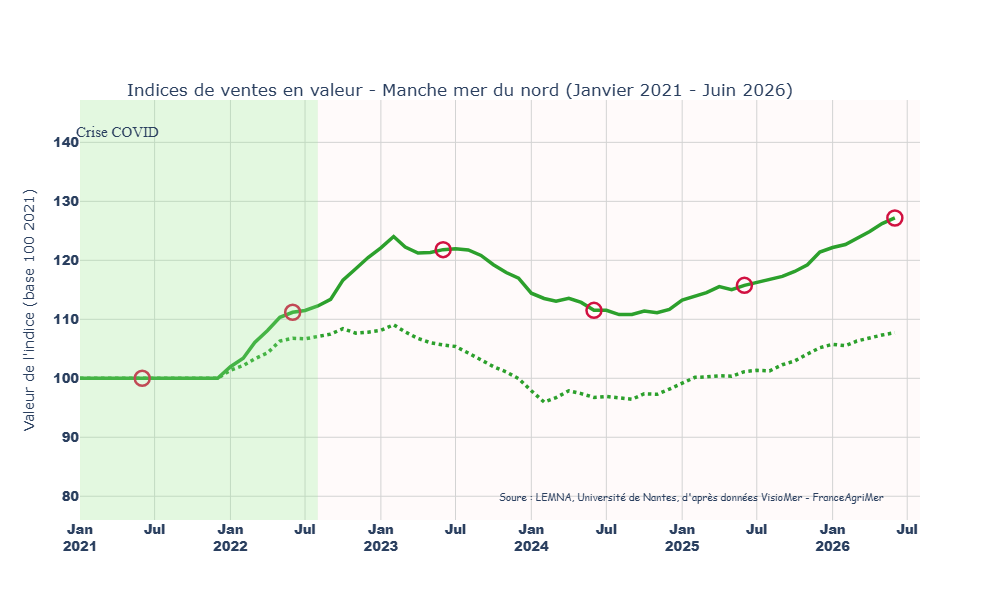 Indices de ventes en valeur - Manche mer du nord (Janvier 2021 - Juin 2026)
Crise COVID
Valeur de l'indice (base 100 2021)
140
130
120
110
100
90
80
Soure : LEMNA, Université de Nantes, d'après données VisioMer - FranceAgriMer
Jan Jul Jan Jul Jan Jul Jan Jul Jan Jul Jan Jul
2021 2022 2023 2024 2025 2026